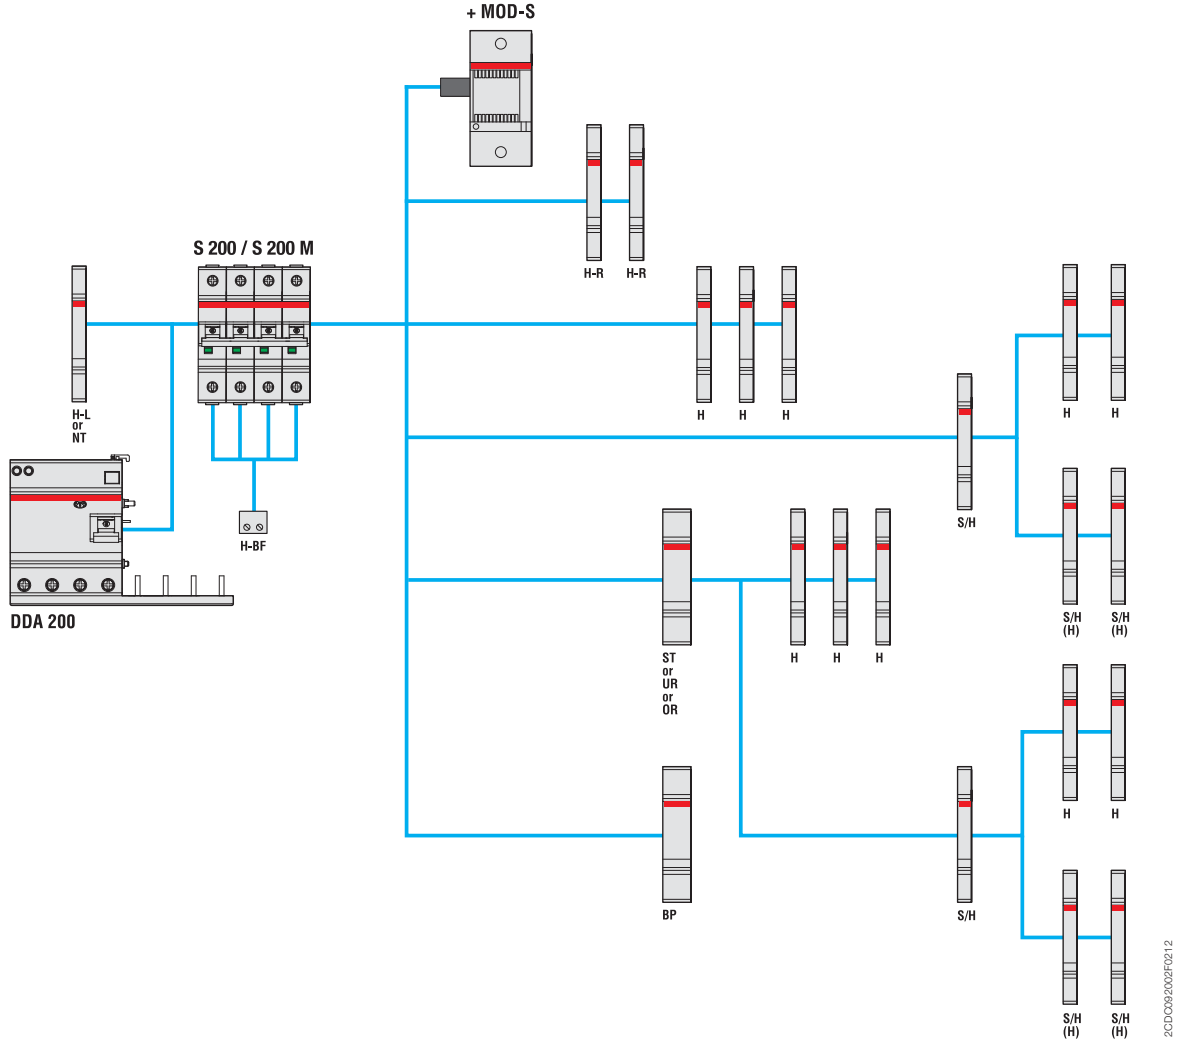 + MOD-S
H-R
H-R
S 200 / S 200 M
H-L
or
NT
H
H
H
H
H
S/H
S/H
(H)
S/H
(H)
H-BF
DDA 200
ST
or
UR
or
OR
H
H
H
H
H
BP
S/H
S/H
(H)
S/H
(H)
2CDC092002F0212